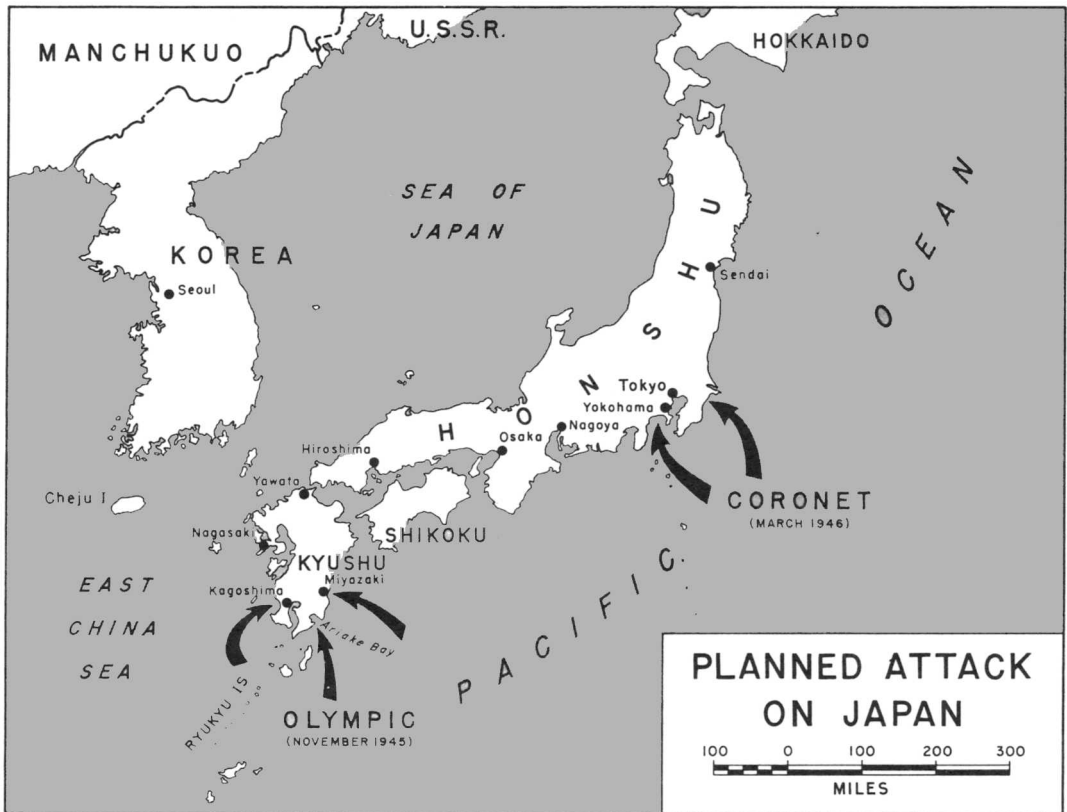 U.S.S.R.
MANCHUKUO
HOKKAIDO
SEA OF
JAPAN
KOREA
Seoul
HONSHU
Sendai
OCEAN
Tokyo
Yokohama
Nagoya
Osaka
Hiroshima
Yawata
Cheju I
SHIKOKU
CORONET
(MARCH 1946)
Nagasaki
KYUSHU
Miyazaki
Kagoshima
EAST
CHINA
SEA
Ariake Bay
PACIFIC
RYUKYU IS
OLYMPIC
(NOVEMBER 1945)
PLANNED ATTACK
ON JAPAN
100 0 100 200 300
MILES